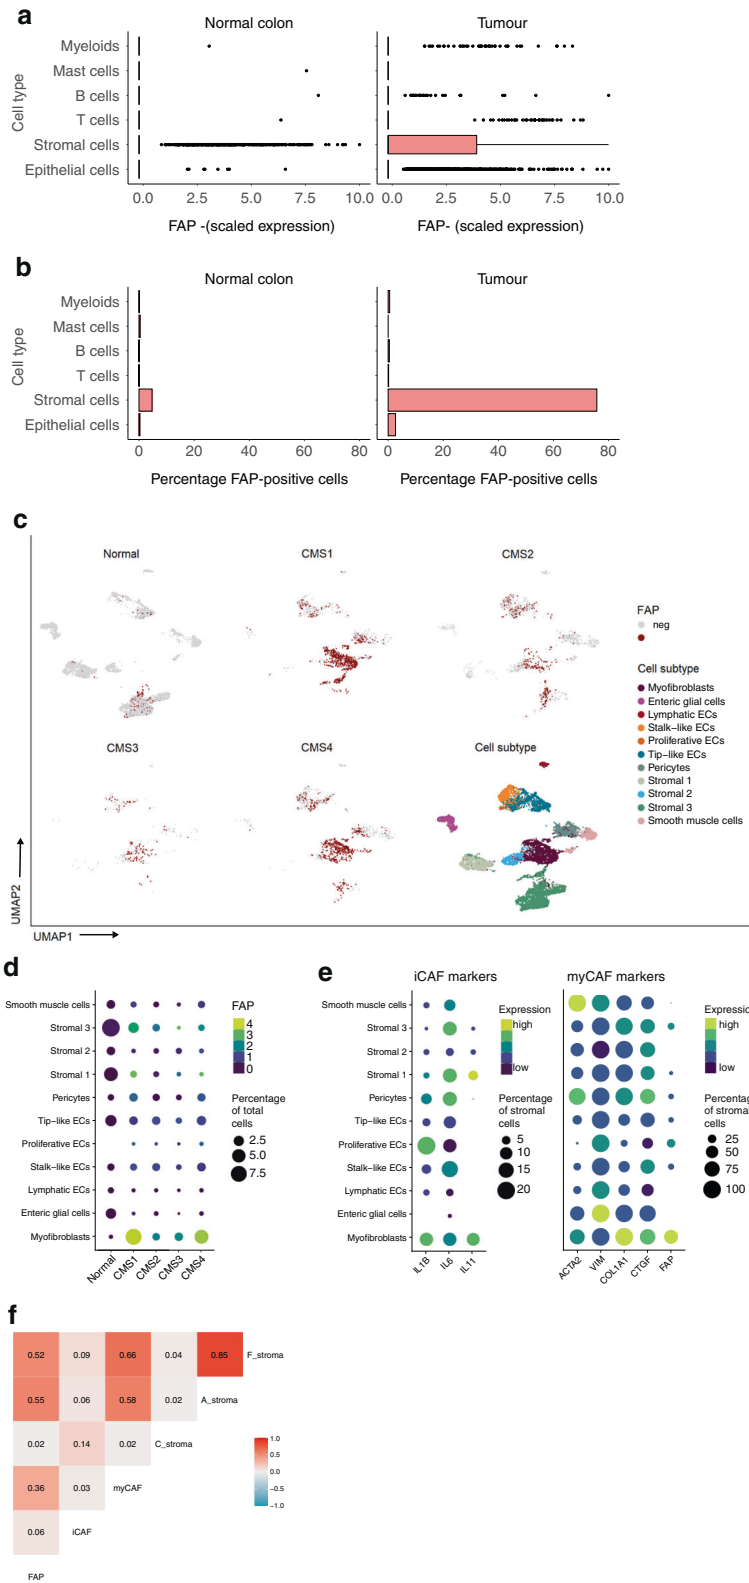 a
Normal colon
Tumour
Cell type
Myeloids
Mast cells
B cells
T cells
Stromal cells
Epithelial cells
0.0 2.5 5.0 7.5 10.0
0.0 2.5 5.0 7.5 10.0
FAP -(scaled expression)
FAP- (scaled expression)
b
Normal colon
Tumour
Cell type
Myeloids
Mast cells
B cells
T cells
Stromal cells
Epithelial cells
0 20 40 60 80
0 20 40 60 80
Percentage FAP-positive cells
Percentage FAP-positive cells
c
Normal
CMS1
CMS2
CMS3
CMS4
Cell subtype
FAP
neg
Cell subtype
Myofibroblasts
Enteric glial cells
Lymphatic ECs
Stalk-like ECs
Proliferative ECs
Tip-like ECs
Pericytes
Stromal 1
Stromal 2
Stromal 3
Smooth muscle cells
UMAP2
UMAP1
d
Smooth muscle cells
Stromal 3
Stromal 2
Stromal 1
Pericytes
Tip-like ECs
Proliferative ECs
Stalk-like ECs
Lymphatic ECs
Enteric glial cells
Myofibroblasts
Normal
CMS1
CMS2
CMS3
CMS4
FAP
4
3
2
1
0
Percentage
of total
cells
2.5
5.0
7.5
e
iCAF markers
myCAF markers
Smooth muscle cells
Stromal 3
Stromal 2
Stromal 1
Pericytes
Tip-like ECs
Proliferative ECs
Stalk-like ECs
Lymphatic ECs
Enteric glial cells
Myofibroblasts
IL1B
IL6
IL11
Expression
high
low
Percentage
of stromal
cells
5
10
15
20
ACTA2
VIM
COL1A1
CTGF
FAP
Expression
high
low
Percentage
of stromal
cells
25
50
75
100
f
0.52 0.09 0.66 0.04 0.85 F_stroma
0.55 0.06 0.58 0.02 A_stroma
0.02 0.14 0.02 C_stroma
0.36 0.03 myCAF
0.06 iCAF
FAP
1.0
0.5
0.0
-0.5
-1.0